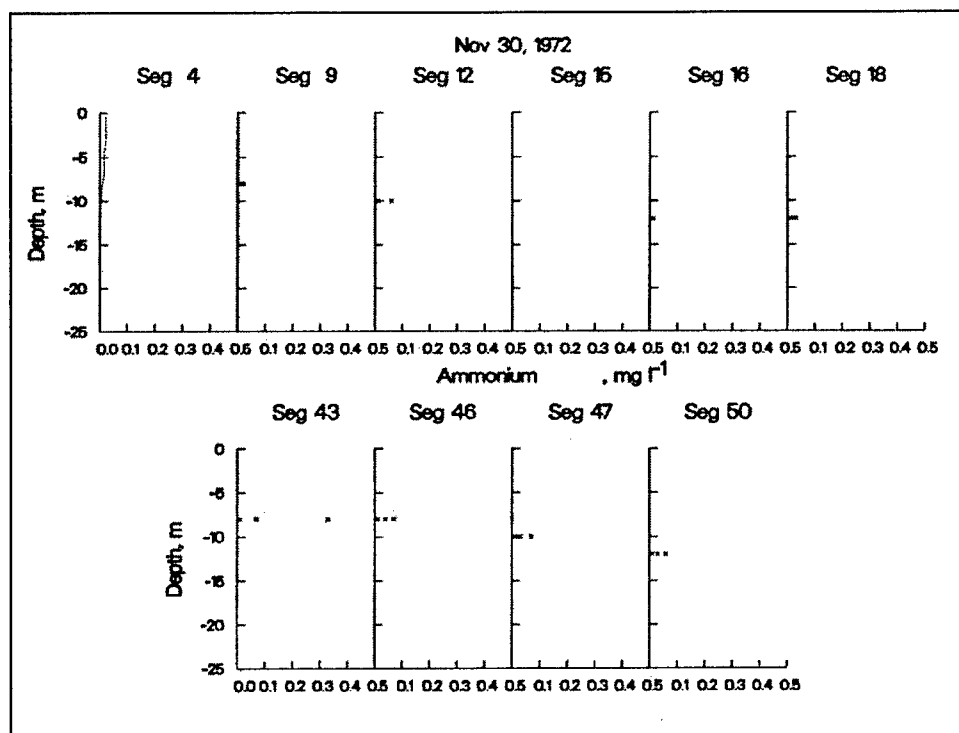 Nov 30, 1972
Seg 4 Seg 9 Seg 12 Seg 15 Seg 16 Seg 18
Depth, m
0
-5
-10
-15
-20
-25
0.0 0.1 0.2 0.3 0.4 0.5 0.1 0.2 0.3 0.4 0.5 0.1 0.2 0.3 0.4 0.5 0.1 0.2 0.3 0.4 0.5 0.1 0.2 0.3 0.4 0.5 0.1 0.2 0.3 0.4 0.5
Ammonium , mg l⁻¹
Seg 43 Seg 46 Seg 47 Seg 50
Depth, m
0
-5
-10
-15
-20
-25
0.0 0.1 0.2 0.3 0.4 0.5 0.1 0.2 0.3 0.4 0.5 0.1 0.2 0.3 0.4 0.5 0.1 0.2 0.3 0.4 0.5